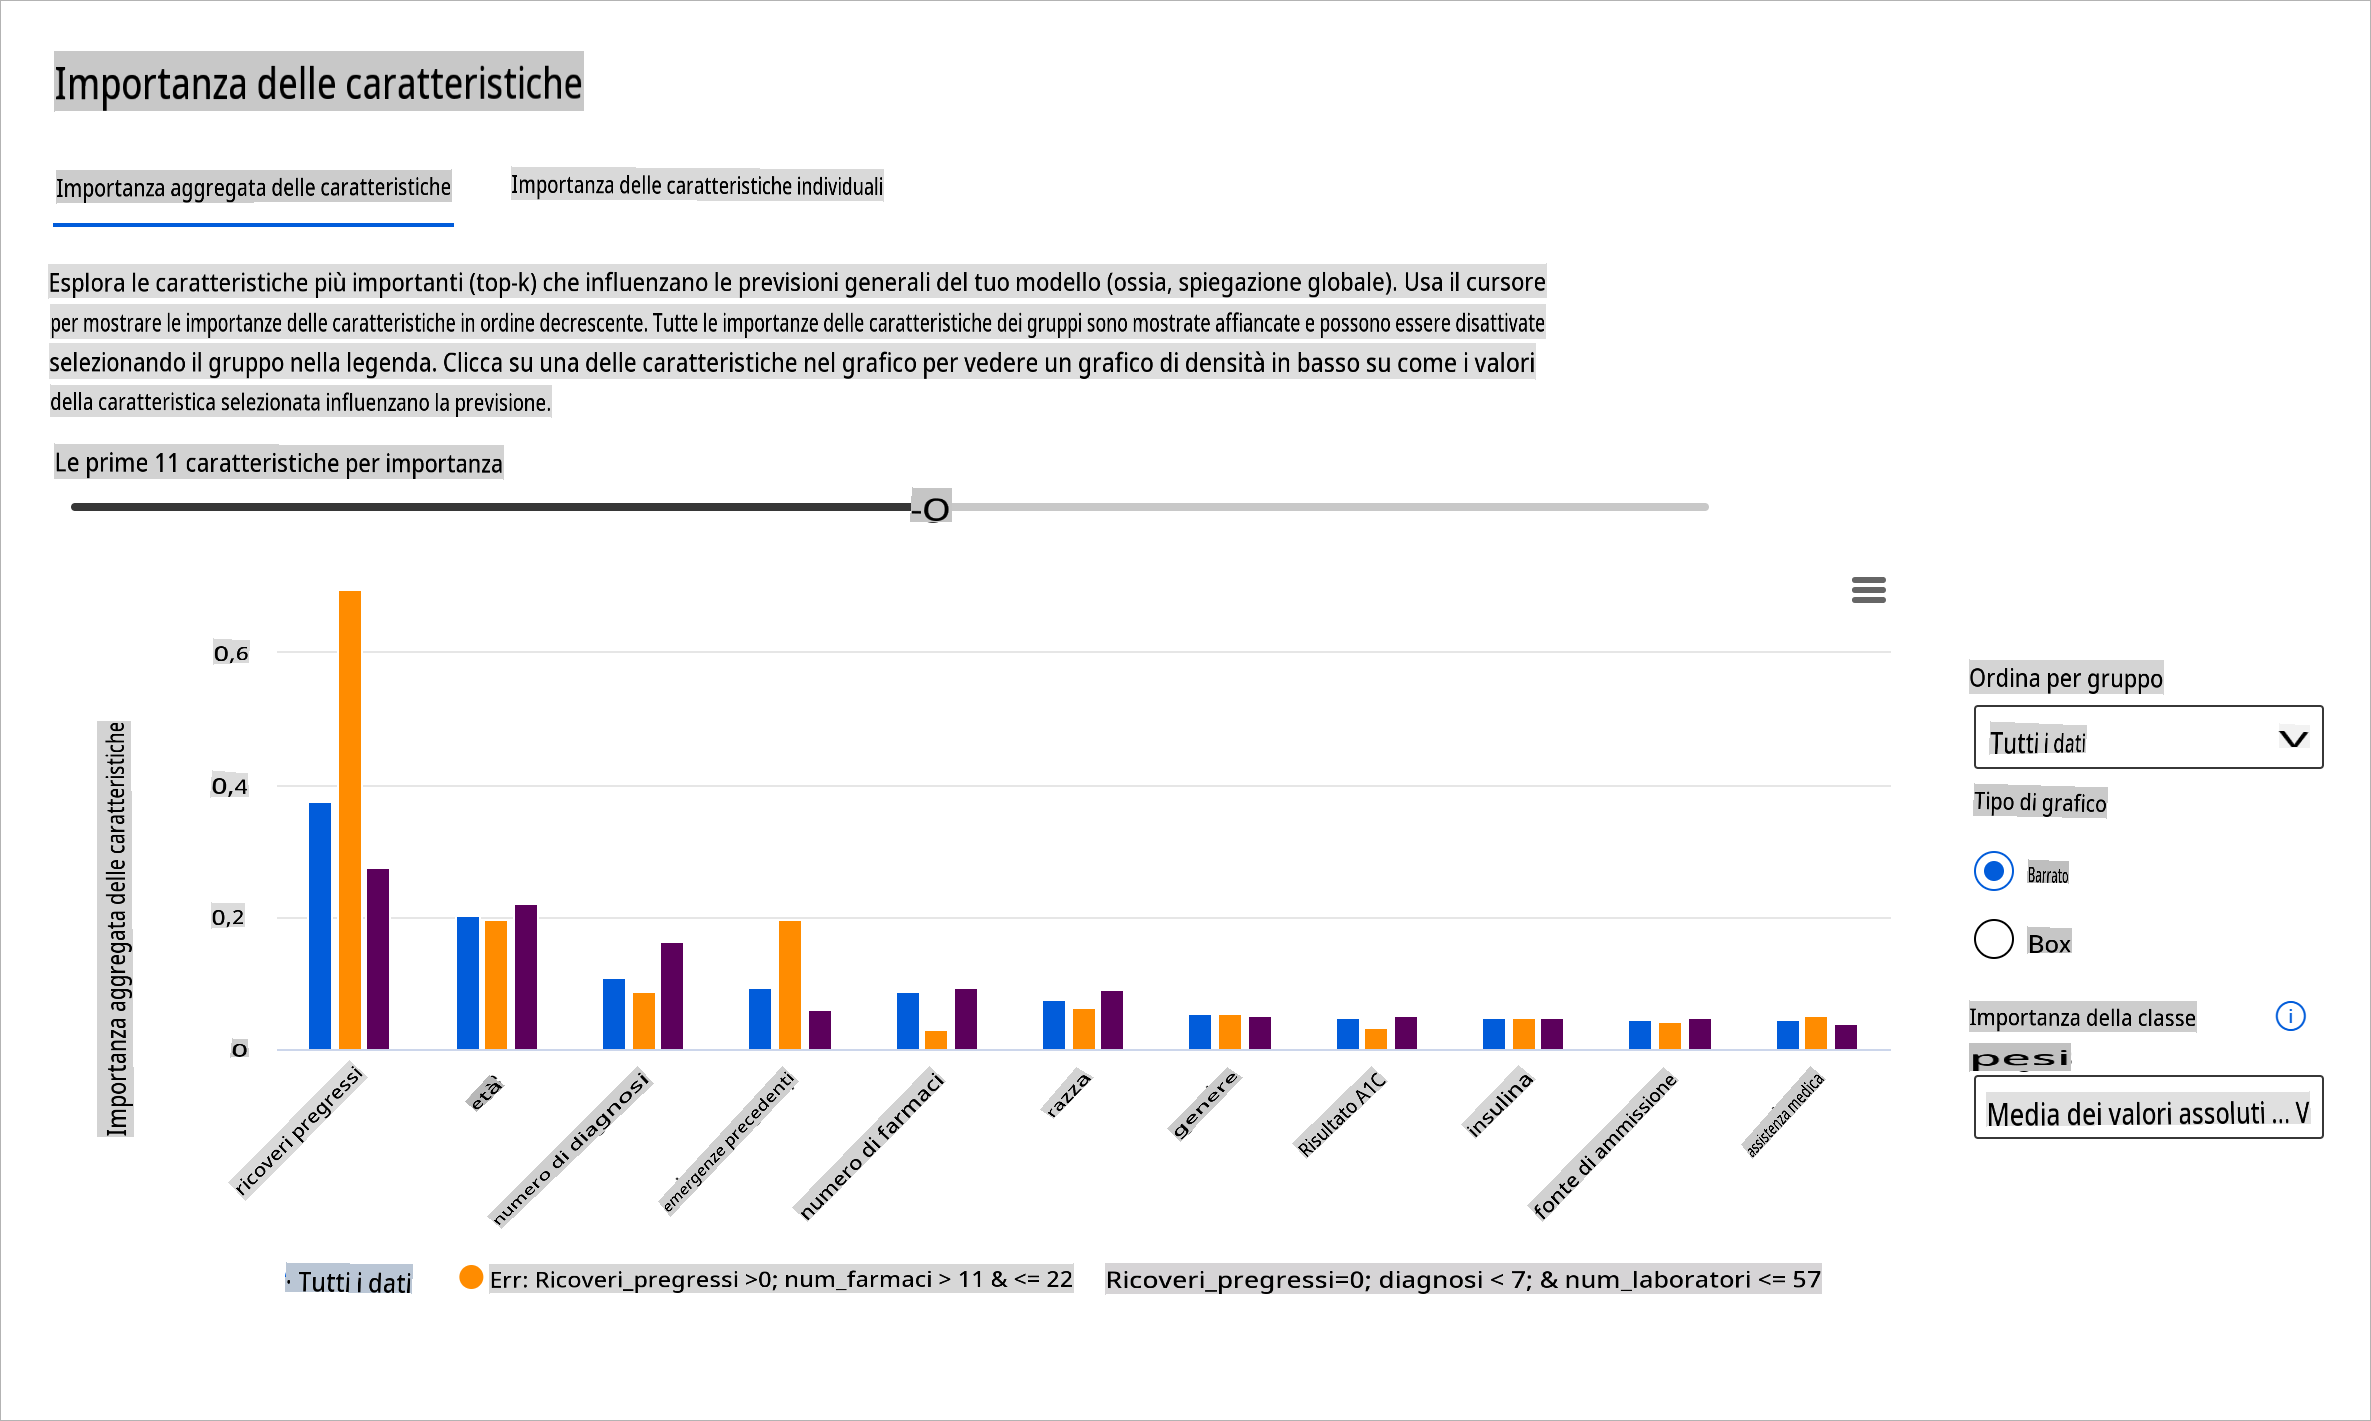 Importanza delle caratteristiche
Importanza aggregata delle caratteristiche
Importanza delle caratteristiche individuali
Esplora le caratteristiche più importanti (top-k) che influenzano le previsioni generali del tuo modello (ossia, spiegazione globale). Usa il cursore
per mostrare le importanze delle caratteristiche in ordine decrescente. Tutte le importanze delle caratteristiche dei gruppi sono mostrate affiancate e possono essere disattivate
selezionando il gruppo nella legenda. Clicca su una delle caratteristiche nel grafico per vedere un grafico di densità in basso su come i valori
della caratteristica selezionata influenzano la previsione.
Le prime 11 caratteristiche per importanza
-O
Importanza aggregata delle caratteristiche
0,6
0,4
0,2
0
ricoveri pregressi
età
numero di diagnosi
emergenze precedenti
numero di farmaci
razza
genere
Risultato A1C
insulina
fonte di ammissione
assistenza medica
Tutti i dati
Err: Ricoveri_pregressi >0; num_farmaci > 11 & <= 22
Ricoveri_pregressi=0; diagnosi < 7; & num_laboratori <= 57
Ordina per gruppo
Tutti i dati V
Tipo di grafico
Barrato
Box
Importanza della classe i
pesi
Media dei valori assoluti ... V